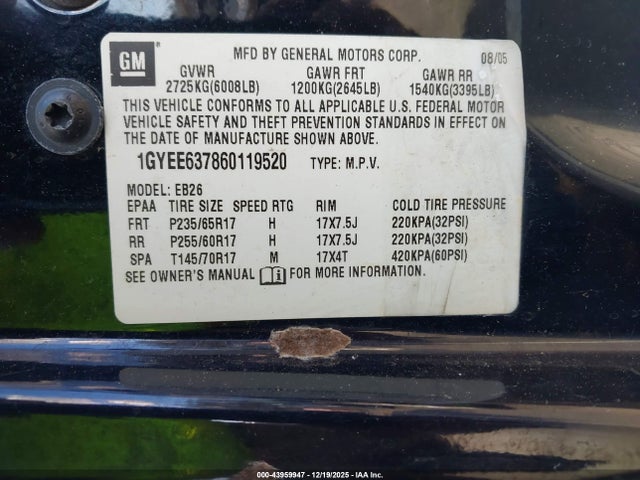 GM
MFD BY GENERAL MOTORS CORP. 08/05
GVWR GAWR FRT GAWR RR
2725KG(6008LB) 1200KG(2645LB) 1540KG(3395LB)
THIS VEHICLE CONFORMS TO ALL APPLICABLE U.S. FEDERAL MOTOR
VEHICLE SAFETY AND THEFT PREVENTION STANDARDS IN EFFECT ON
THE DATE OF MANUFACTURE SHOWN ABOVE.
1GYEE637860119520 TYPE: M.P.V.
MODEL: EB26
EPAA TIRE SIZE SPEED RTG RIM COLD TIRE PRESSURE
FRT P235/65R17 H 17X7.5J 220KPA(32PSI)
RR P255/60R17 H 17X7.5J 220KPA(32PSI)
SPA T145/70R17 M 17X4T 420KPA(60PSI)
SEE OWNER'S MANUAL FOR MORE INFORMATION.
000-43959947 - 12/19/2025 - IAA Inc.